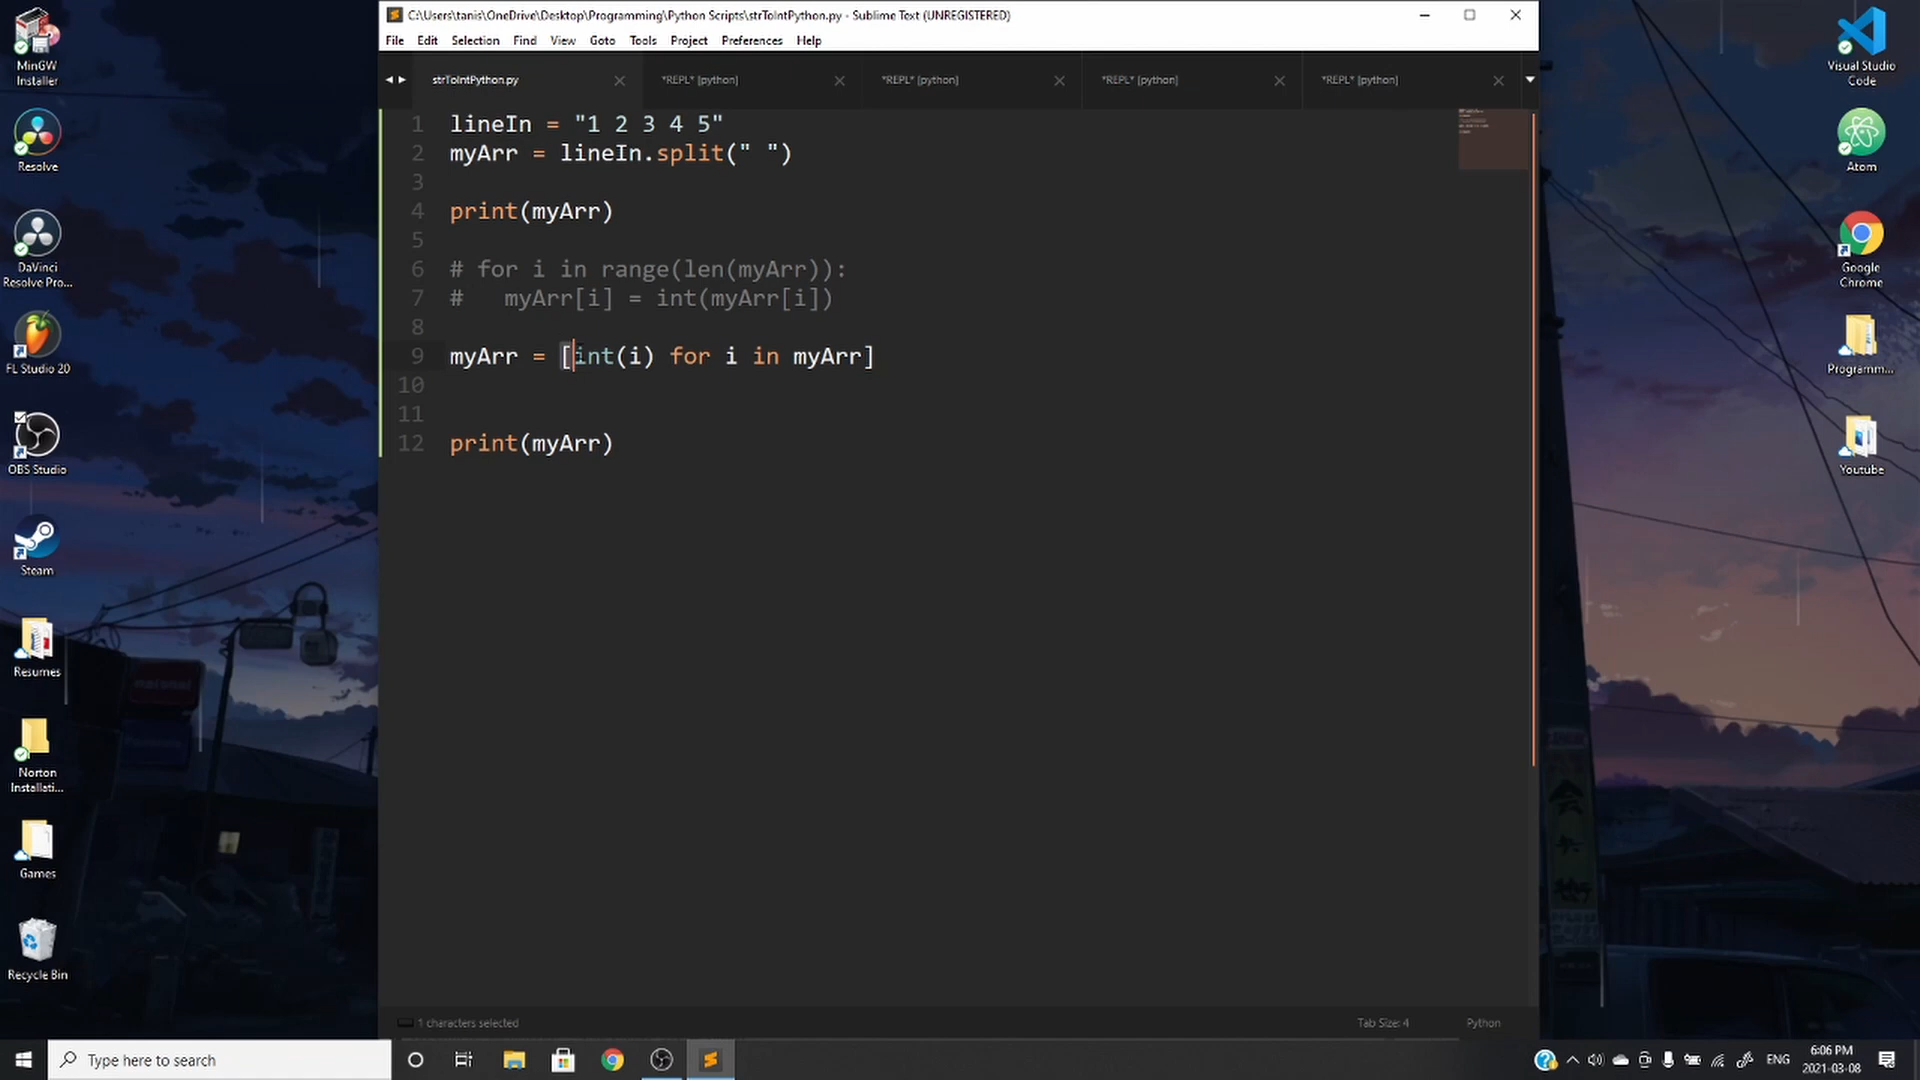 C:\Users\tanis\OneDrive\Desktop\Programming\Python Scripts\strToIntPython.py - Sublime Text (UNREGISTERED)
File Edit Selection Find View Goto Tools Project Preferences Help
strToIntPython.py
*REPL* [python]
*REPL* [python]
*REPL* [python]
*REPL* [python]
1 lineIn = "1 2 3 4 5"
2 myArr = lineIn.split(" ")
3
4 print(myArr)
5
6 # for i in range(len(myArr)):
7 #   myArr[i] = int(myArr[i])
8
9 myArr = [int(i) for i in myArr]
10
11
12 print(myArr)
1 characters selected
Tab Size: 4
Python
MinGW
Installer
Resolve
DaVinci
Resolve Pro...
FL Studio 20
OBS Studio
Steam
Resumes
Norton
Installati...
Games
Recycle Bin
Visual Studio
Code
Atom
Google
Chrome
Programm...
Youtube
Type here to search
ENG
6:06 PM
2021-03-08